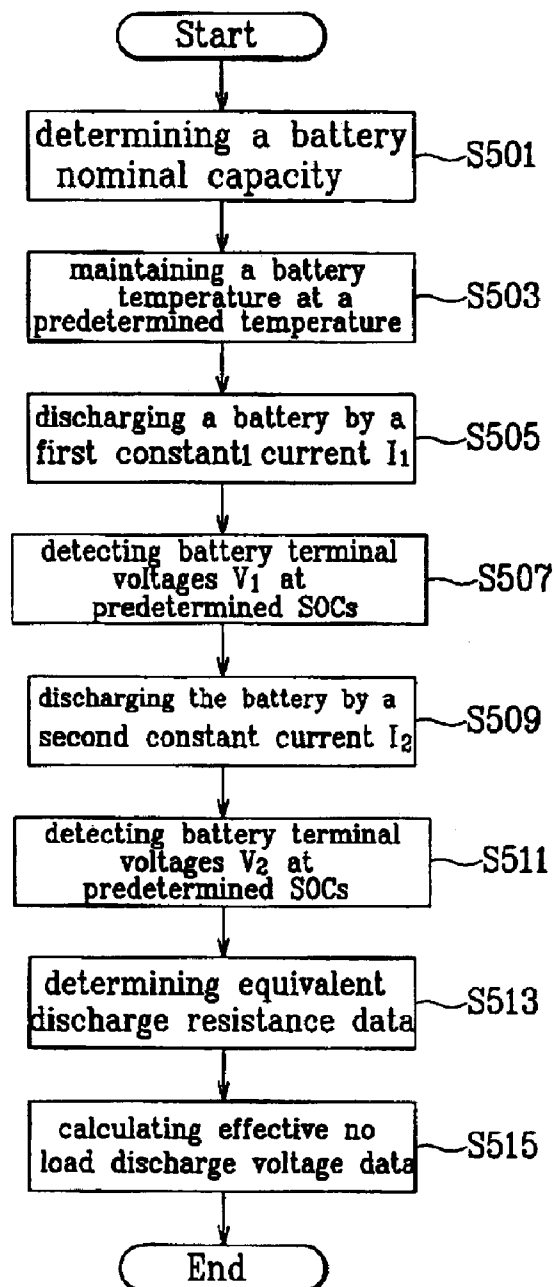 Start
determining a battery
nominal capacity
S501
maintaining a battery
temperature at a
predetermined temperature
S503
discharging a battery by a
first constant1 current I1
S505
detecting battery terminal
voltages V1 at
predetermined SOCs
S507
discharging the battery by a
second constant current I2
S509
detecting battery terminal
voltages V2 at
predetermined SOCs
S511
determining equivalent
discharge resistance data
S513
calculating effective no
load discharge voltage data
S515
End